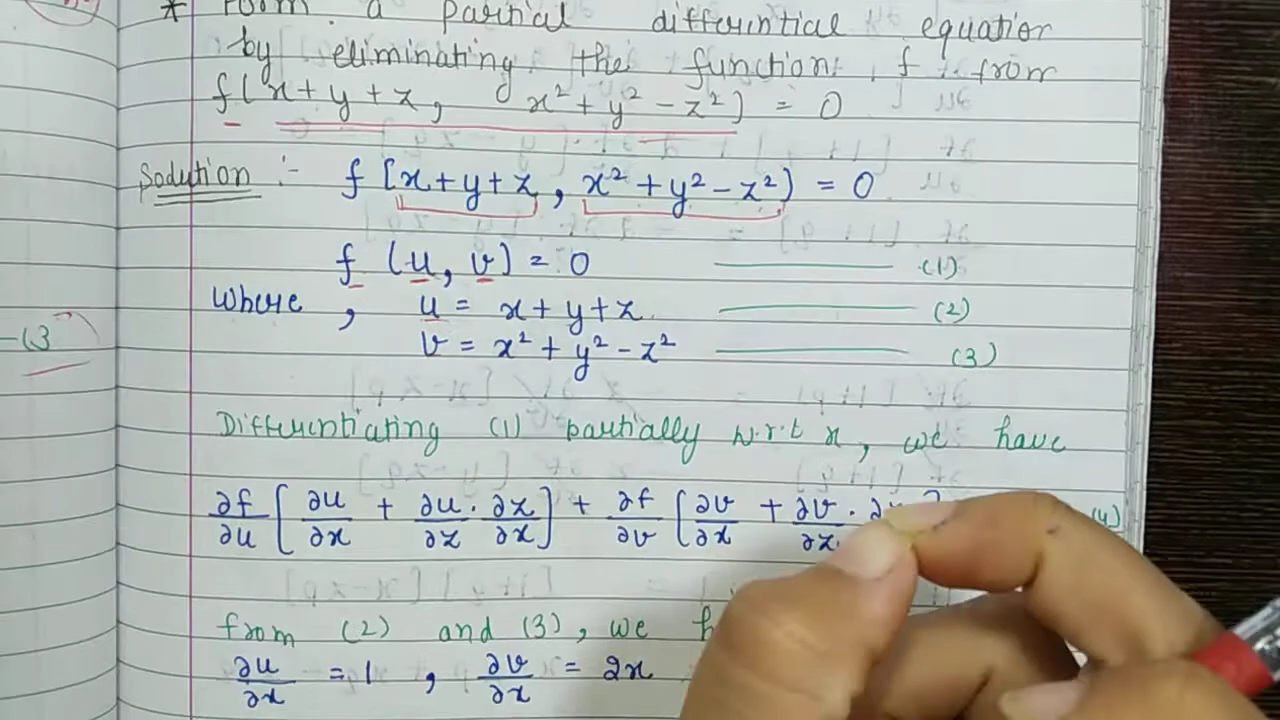 * Form a partial differential equation
by eliminating the function f from
f(x+y+z, x²+y²-z²) = 0
Solution :- f [x+y+z, x²+y²-z²) = 0
f (u, v) = 0 (1)
Where, u = x+y+z (2)
-(3
v = x²+y²-z² (3)
Differentiating (1) partially w.r.t x, we have
∂f/∂u [∂u/∂x + ∂u/∂z · ∂z/∂x] + ∂f/∂v [∂v/∂x + ∂v/∂z · (4)
from (2) and (3), we
∂u/∂x = 1, ∂v/∂x = 2x